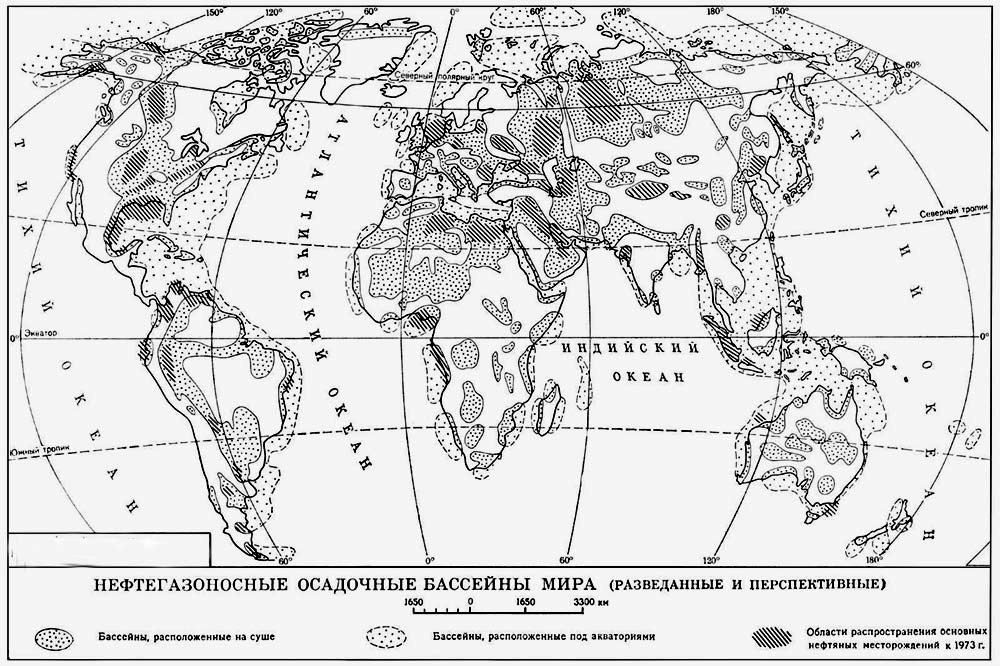 150° 120° 60° 0° 60° 120° 180° 150°
60°
Северный полярный круг
АТЛАНТИЧЕСКИЙ ОКЕАН
ТИХИЙ ОКЕАН
ТИХИЙ ОКЕАН
Северный тропик
0° Экватор
0°
ИНДИЙСКИЙ
ОКЕАН
Южный тропик
60° 0° 60° 120°
НЕФТЕГАЗОНОСНЫЕ ОСАДОЧНЫЕ БАССЕЙНЫ МИРА (РАЗВЕДАННЫЕ И ПЕРСПЕКТИВНЫЕ)
1650 0 1650 3300 км
Бассейны, расположенные на суше
Бассейны, расположенные под акваториями
Области распространения основных
нефтяных месторождений к 1973 г.